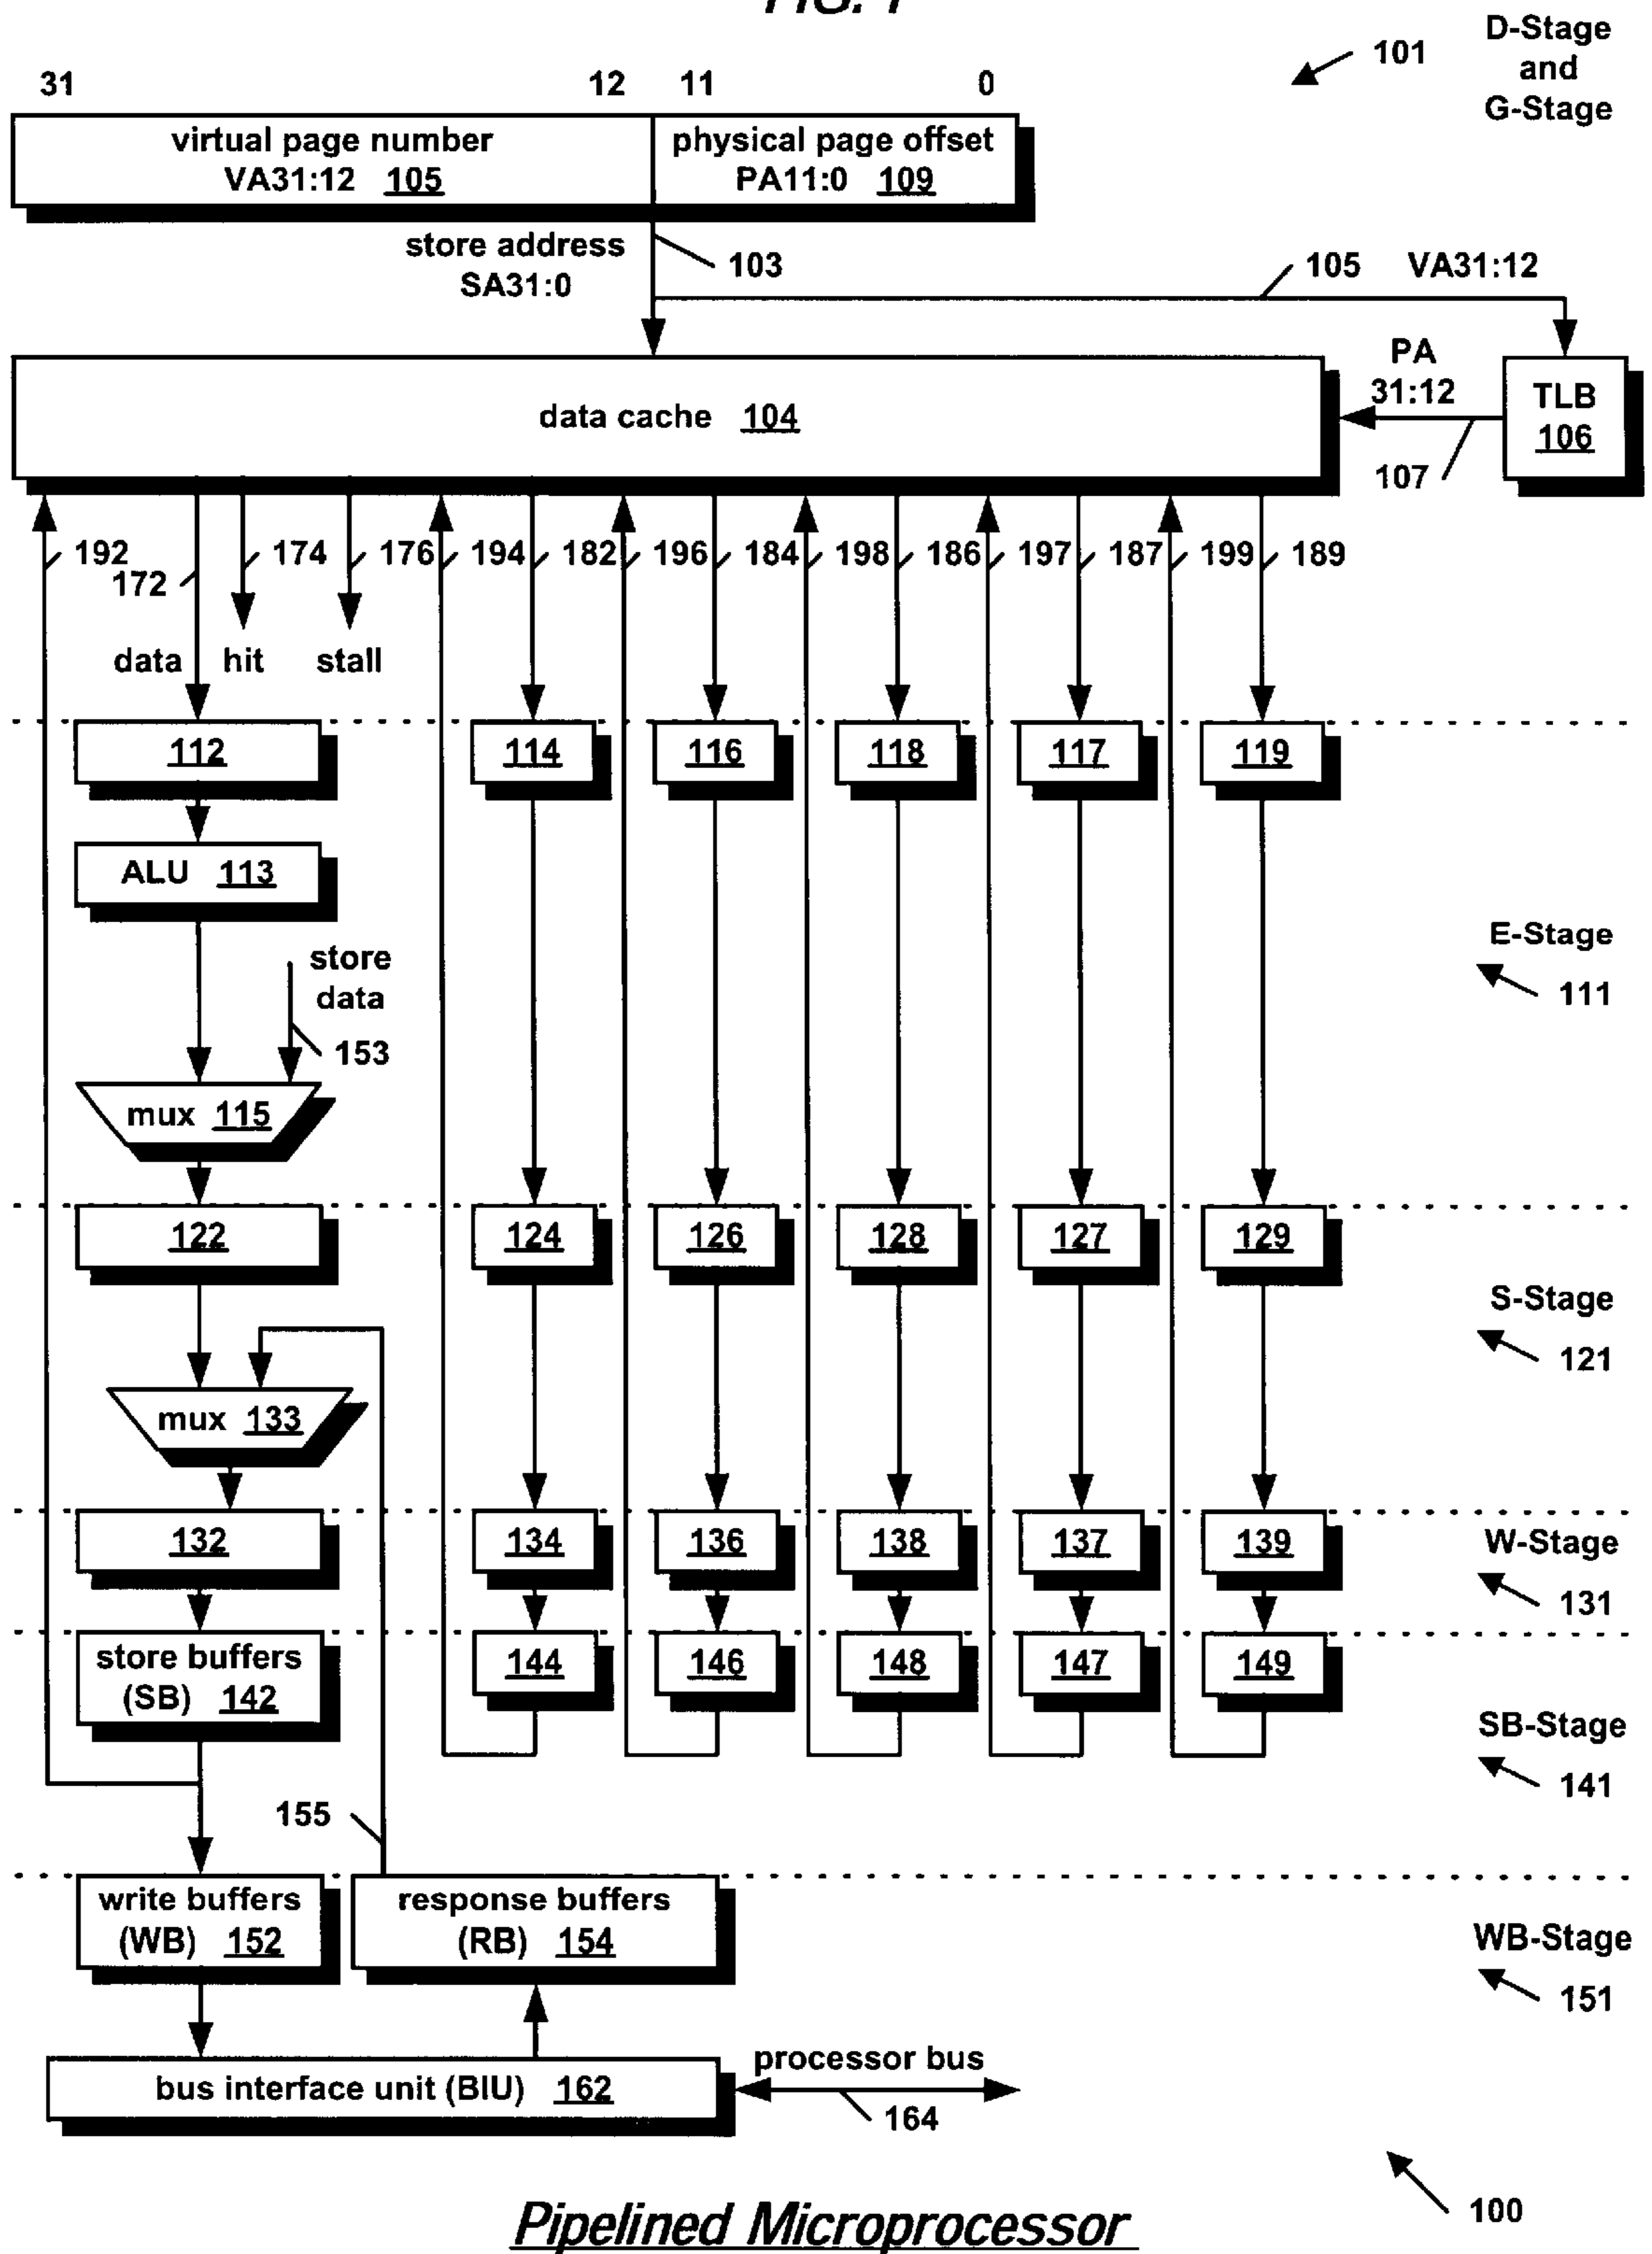 FIG. 1
101
D-Stage
and
G-Stage
31 12 11 0
virtual page number
VA31:12 105
physical page offset
PA11:0 109
store address
SA31:0
103
105 VA31:12
data cache 104
PA
31:12
107
TLB
106
192 172 174 176 194 182 196 184 198 186 197 187 199 189
data hit stall
112 114 116 118 117 119
ALU 113
store
data
153
E-Stage
111
mux 115
122 124 126 128 127 129
S-Stage
121
mux 133
132 134 136 138 137 139
W-Stage
131
store buffers
(SB) 142
144 146 148 147 149
SB-Stage
141
155
write buffers
(WB) 152
response buffers
(RB) 154
WB-Stage
151
bus interface unit (BIU) 162
processor bus
164
100
Pipelined Microprocessor